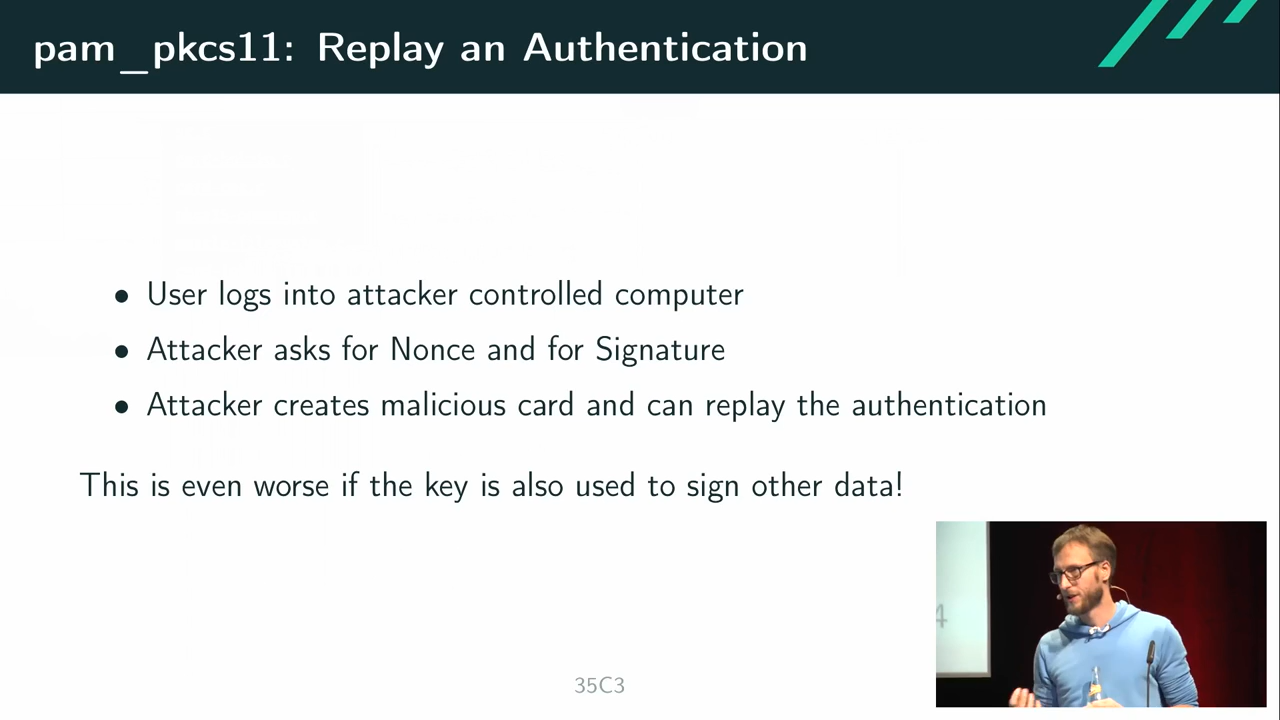 pam_pkcs11: Replay an Authentication
• User logs into attacker controlled computer
• Attacker asks for Nonce and for Signature
• Attacker creates malicious card and can replay the authentication
This is even worse if the key is also used to sign other data!
35C3
4